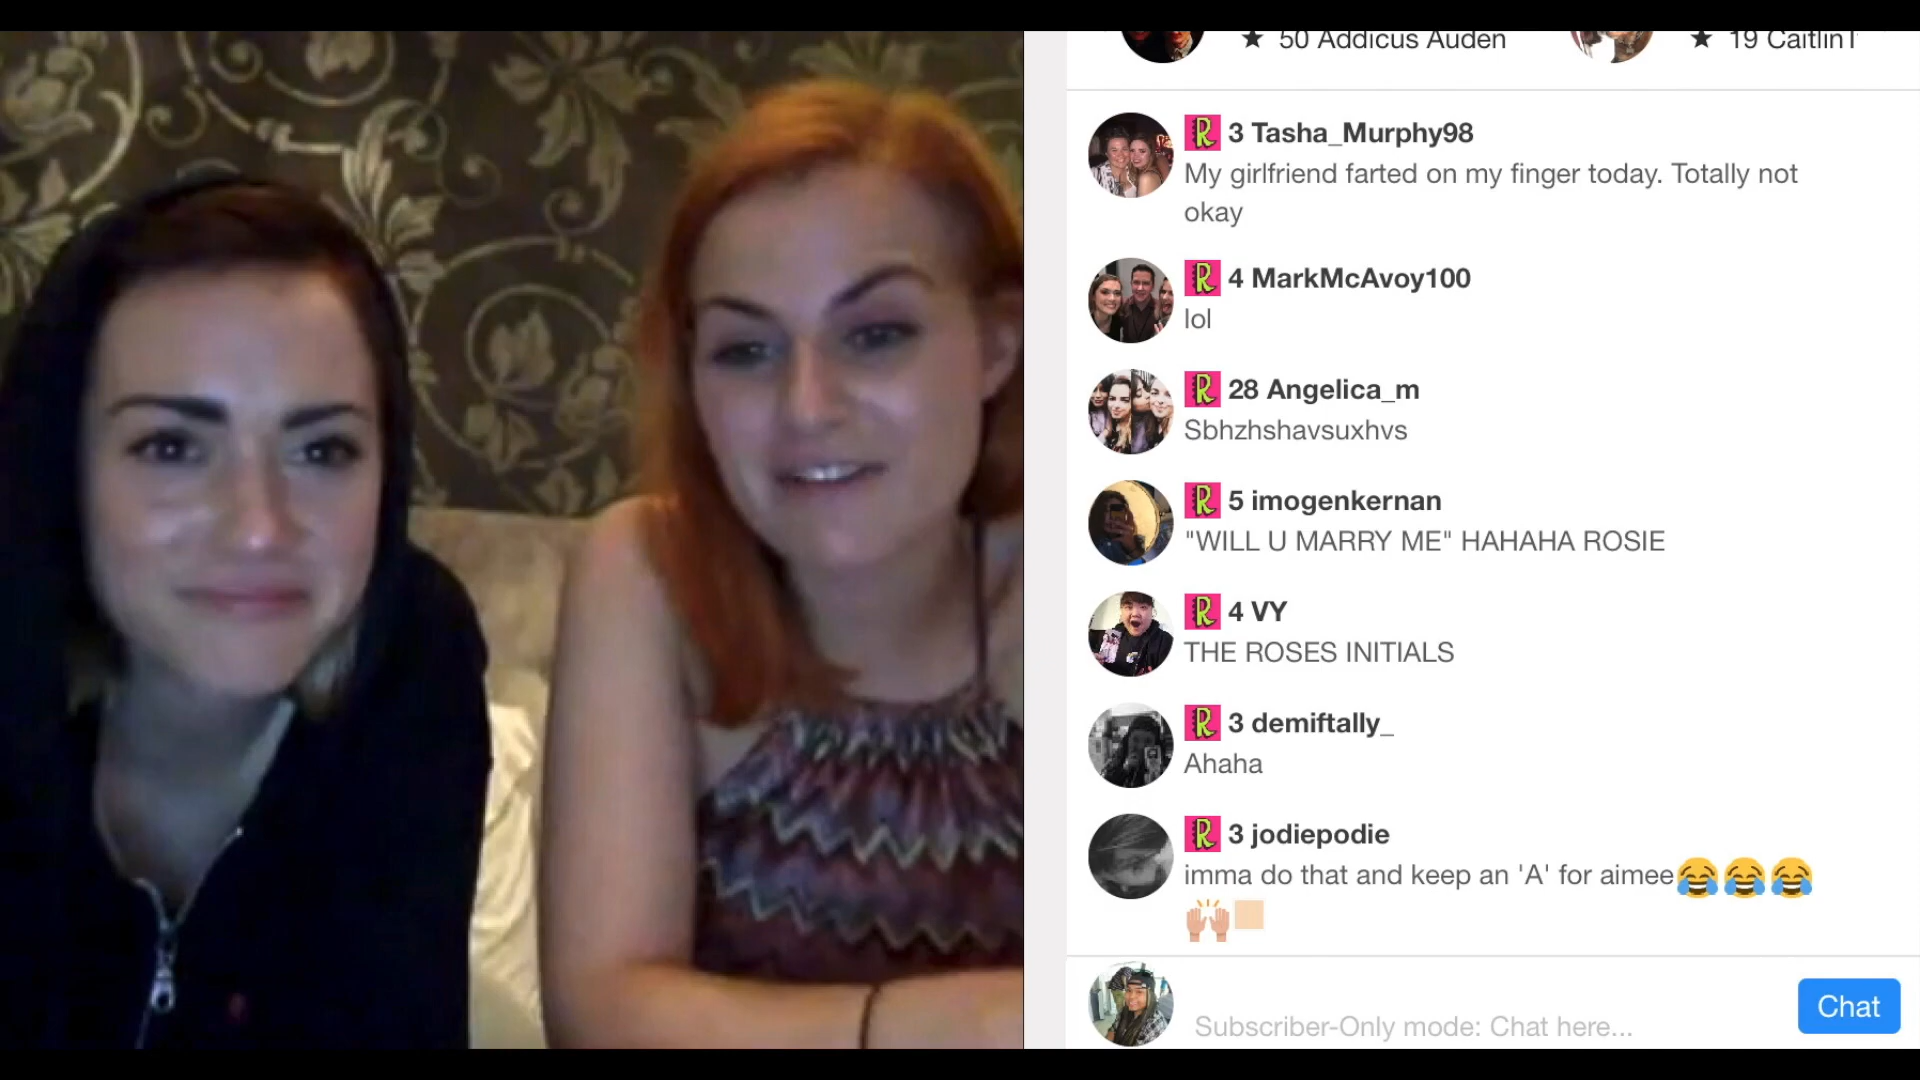 ★ 50 Addicus Auden ★ 19 Caitlin
R 3 Tasha_Murphy98
My girlfriend farted on my finger today. Totally not
okay
R 4 MarkMcAvoy100
lol
R 28 Angelica_m
Sbhzhshavsuxhvs
R 5 imogenkernan
"WILL U MARRY ME" HAHAHA ROSIE
R 4 VY
THE ROSES INITIALS
R 3 demiftally_
Ahaha
R 3 jodiepodie
imma do that and keep an 'A' for aimee😂😂😂
🙌🏼
Subscriber-Only mode: Chat here...
Chat